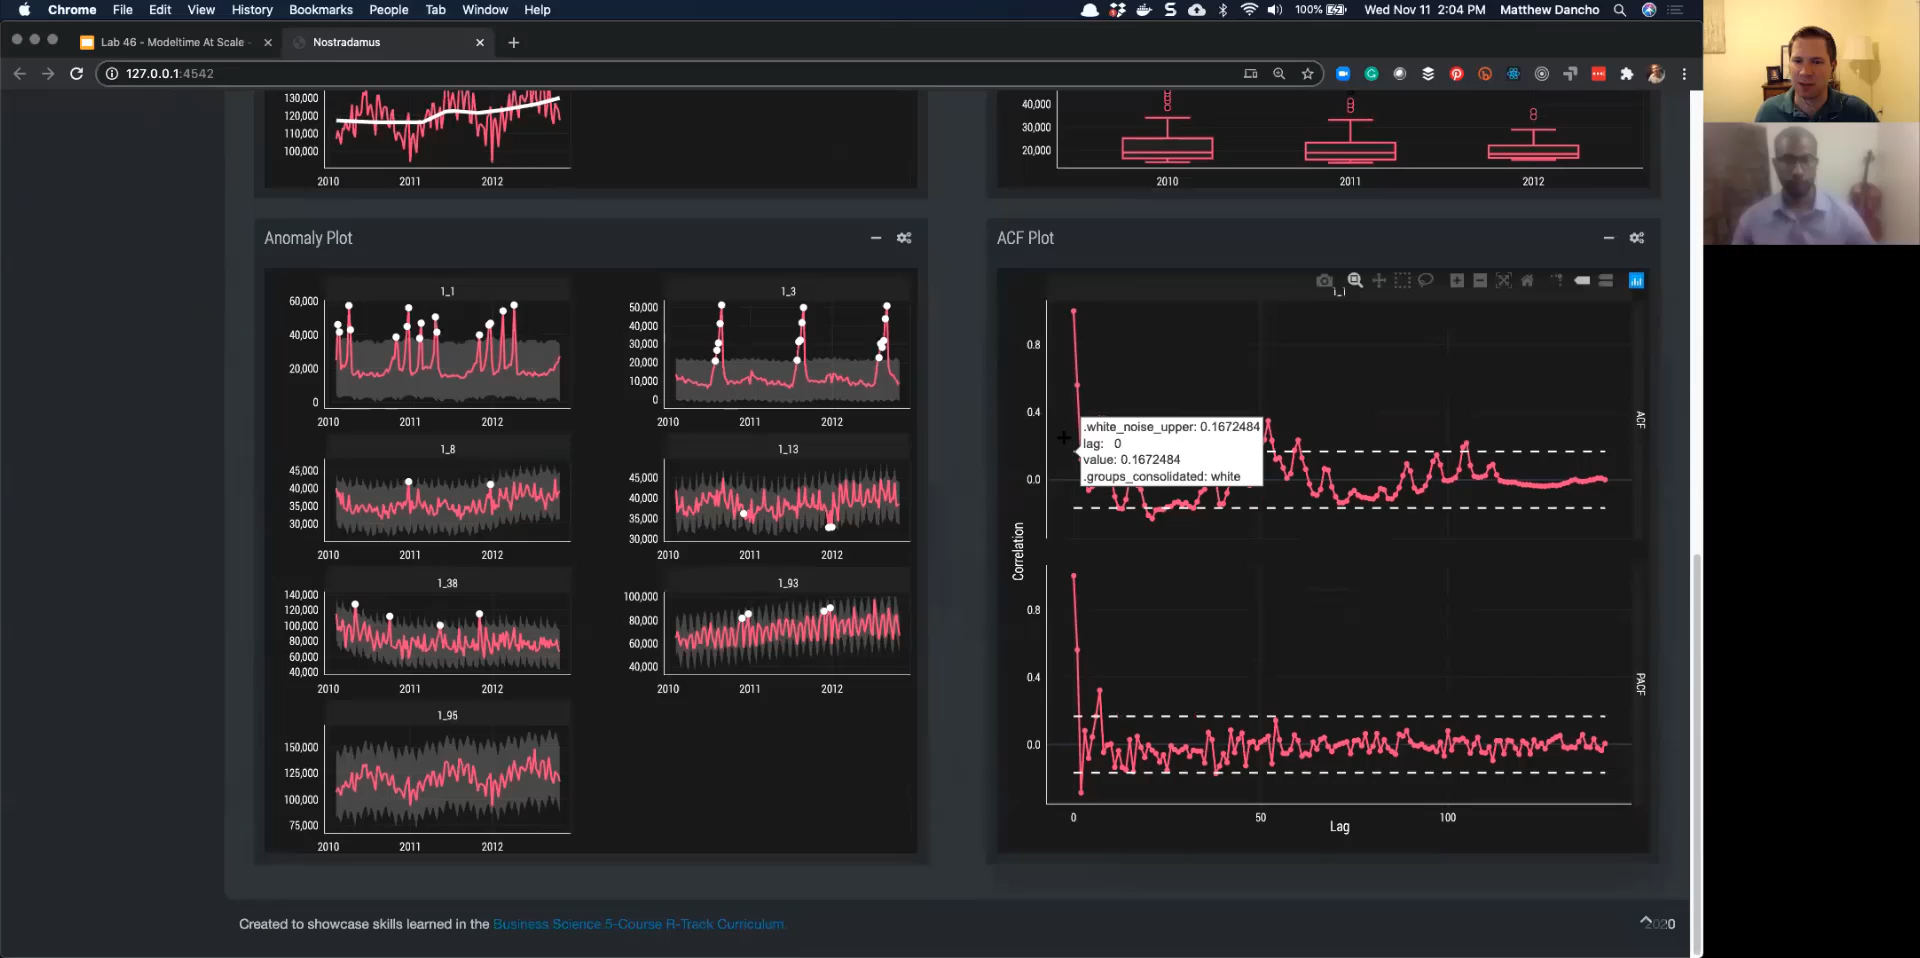 Chrome File Edit View History Bookmarks People Tab Window Help 100% Wed Nov 11 2:04 PM Matthew Dancho
Lab 46 - Modeltime At Scale - Nostradamus
127.0.0.1:4542
130,000
120,000
110,000
100,000
2010 2011 2012
40,000
30,000
20,000
2010 2011 2012
Anomaly Plot
1_1
60,000
40,000
20,000
0
2010 2011 2012
1_3
50,000
40,000
30,000
20,000
10,000
0
2010 2011 2012
1_8
45,000
40,000
35,000
30,000
2010 2011 2012
1_13
45,000
40,000
35,000
30,000
2010 2011 2012
1_38
140,000
120,000
100,000
80,000
60,000
40,000
2010 2011 2012
1_93
100,000
80,000
60,000
40,000
2010 2011 2012
1_95
150,000
125,000
100,000
75,000
2010 2011 2012
ACF Plot
1_1
0.8
0.4
0.0
ACF
.white_noise_upper: 0.1672484
lag: 0
value: 0.1672484
.groups_consolidated: white
Correlation
0.8
0.4
0.0
PACF
0 50 100
Lag
Created to showcase skills learned in the Business Science 5-Course R-Track Curriculum.
2020